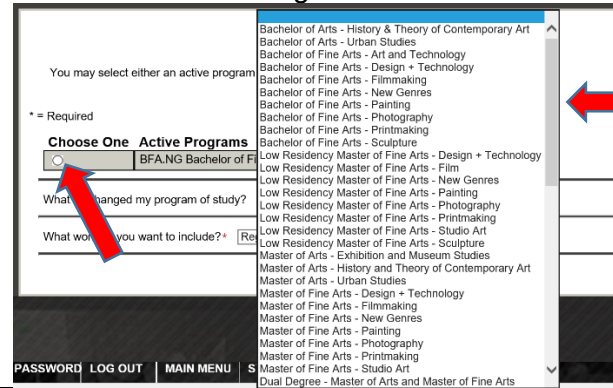 You may select either an active program
* = Required
Choose One Active Programs
BFA.NG Bachelor of Fi
What changed my program of study?
What you want to include?*
PASSWORD LOG OUT MAIN MENU S
Bachelor of Arts - History & Theory of Contemporary Art
Bachelor of Arts - Urban Studies
Bachelor of Fine Arts - Art and Technology
Bachelor of Fine Arts - Design + Technology
Bachelor of Fine Arts - Filmmaking
Bachelor of Fine Arts - New Genres
Bachelor of Fine Arts - Painting
Bachelor of Fine Arts - Photography
Bachelor of Fine Arts - Printmaking
Bachelor of Fine Arts - Sculpture
Low Residency Master of Fine Arts - Design + Technology
Low Residency Master of Fine Arts - Film
Low Residency Master of Fine Arts - New Genres
Low Residency Master of Fine Arts - Painting
Low Residency Master of Fine Arts - Photography
Low Residency Master of Fine Arts - Printmaking
Low Residency Master of Fine Arts - Studio Art
Low Residency Master of Fine Arts - Sculpture
Master of Arts - Exhibition and Museum Studies
Master of Arts - History and Theory of Contemporary Art
Master of Arts - Urban Studies
Master of Fine Arts - Design + Technology
Master of Fine Arts - Filmmaking
Master of Fine Arts - New Genres
Master of Fine Arts - Painting
Master of Fine Arts - Photography
Master of Fine Arts - Printmaking
Master of Fine Arts - Studio Art
Dual Degree - Master of Arts and Master of Fine Arts